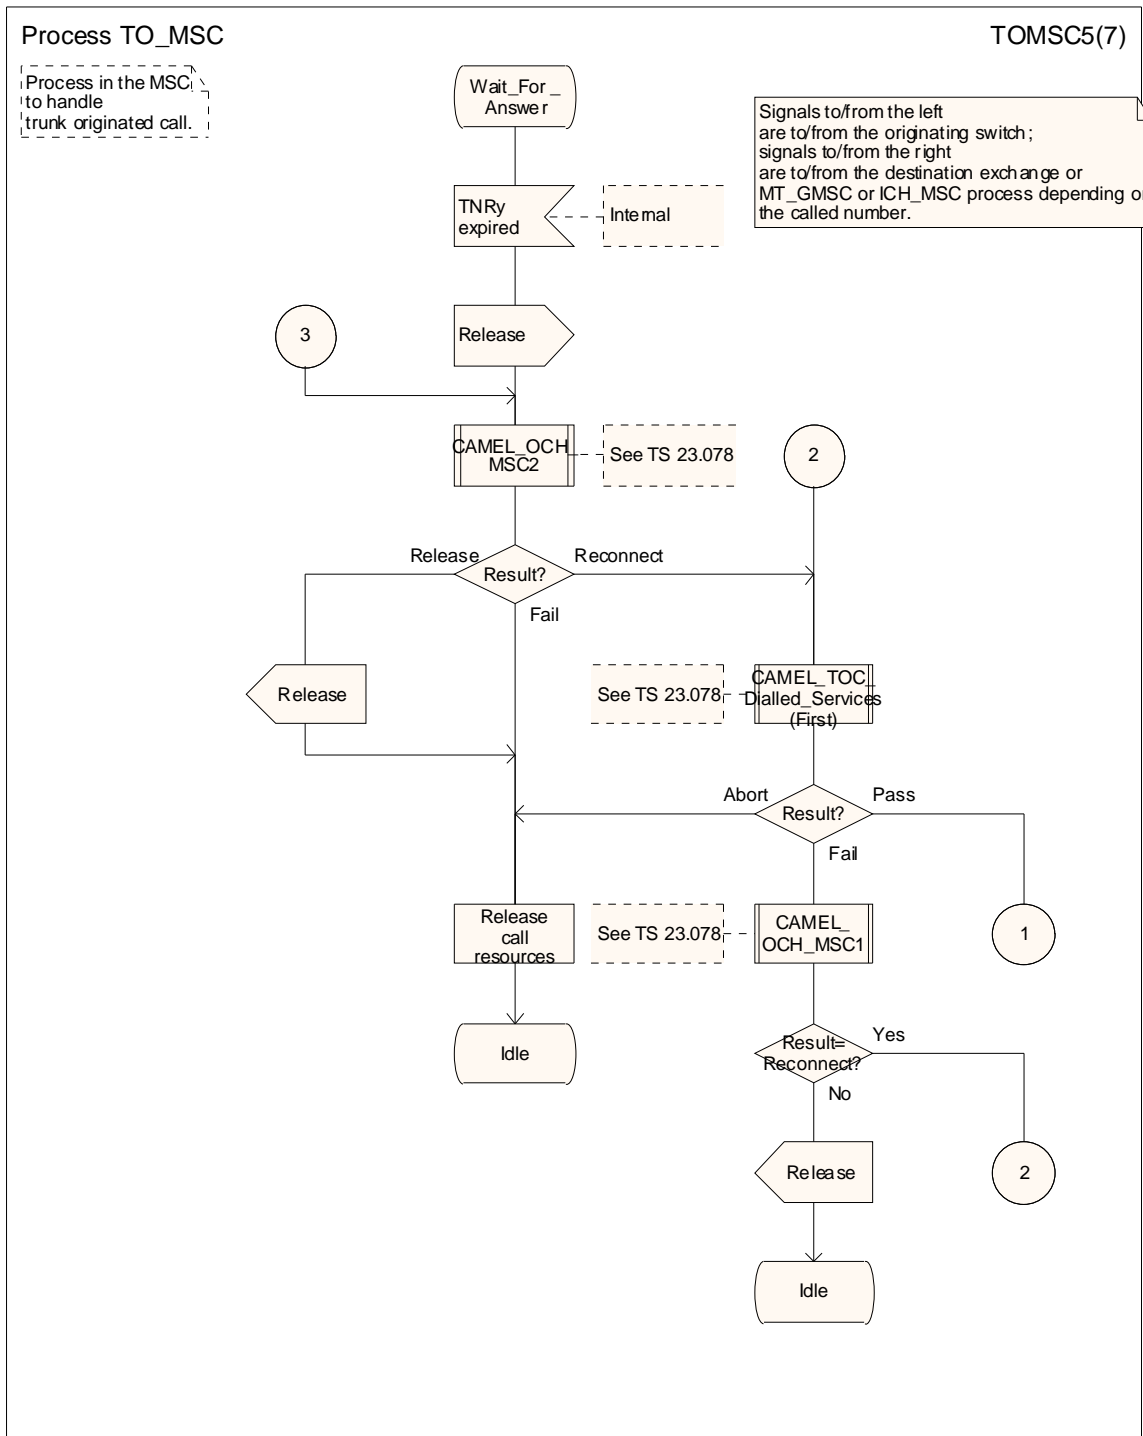 Process TO_MSC
TOMSC5(7)
Process in the MSC
to handle
trunk originated call.
Wait_For_
Answer
Signals to/from the left
are to/from the originating switch;
signals to/from the right
are to/from the destination exchange or
MT_GMSC or ICH_MSC process depending
the called number.
TNRy
expired
Internal
3
Release
CAMEL_OCH_
MSC2
See TS 23.078
2
Release
Result?
Reconnect
Fail
Release
See TS 23.078
CAMEL_TOC_
Dialled_Services
(First)
Abort
Result?
Pass
Fail
Release
call
resources
See TS 23.078
CAMEL_
OCH_MSC1
1
Idle
Result=
Reconnect?
Yes
No
Release
2
Idle